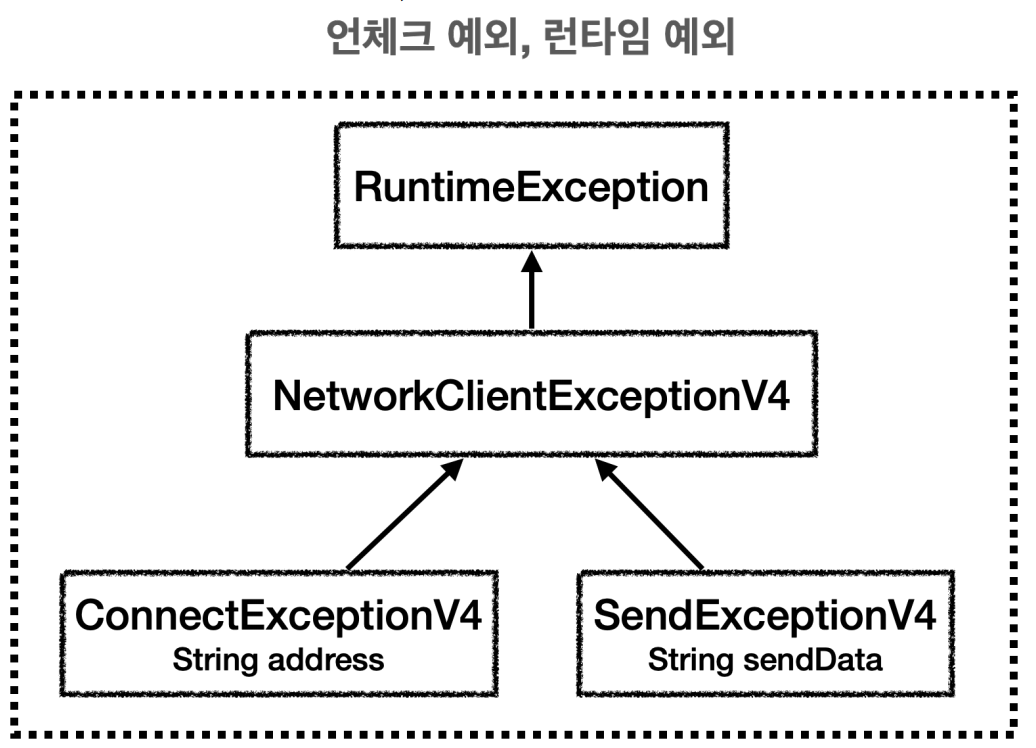 언체크 예외, 런타임 예외
RuntimeException
NetworkClientExceptionV4
ConnectExceptionV4
String address
SendExceptionV4
String sendData